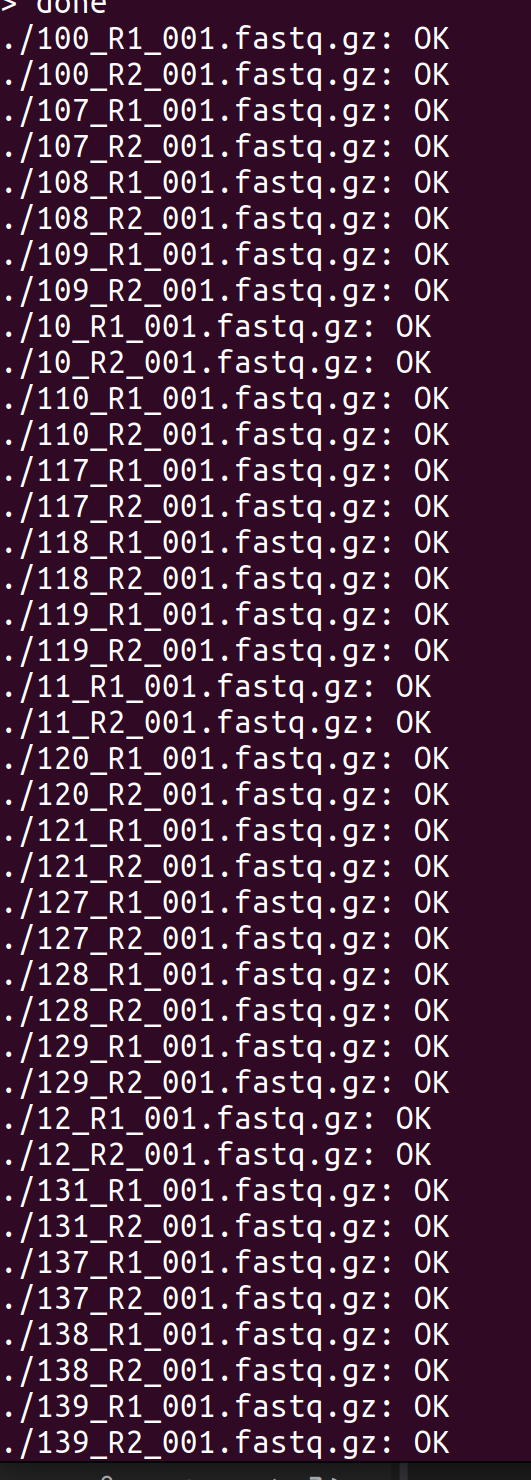 > done
./100_R1_001.fastq.gz: OK
./100_R2_001.fastq.gz: OK
./107_R1_001.fastq.gz: OK
./107_R2_001.fastq.gz: OK
./108_R1_001.fastq.gz: OK
./108_R2_001.fastq.gz: OK
./109_R1_001.fastq.gz: OK
./109_R2_001.fastq.gz: OK
./10_R1_001.fastq.gz: OK
./10_R2_001.fastq.gz: OK
./110_R1_001.fastq.gz: OK
./110_R2_001.fastq.gz: OK
./117_R1_001.fastq.gz: OK
./117_R2_001.fastq.gz: OK
./118_R1_001.fastq.gz: OK
./118_R2_001.fastq.gz: OK
./119_R1_001.fastq.gz: OK
./119_R2_001.fastq.gz: OK
./11_R1_001.fastq.gz: OK
./11_R2_001.fastq.gz: OK
./120_R1_001.fastq.gz: OK
./120_R2_001.fastq.gz: OK
./121_R1_001.fastq.gz: OK
./121_R2_001.fastq.gz: OK
./127_R1_001.fastq.gz: OK
./127_R2_001.fastq.gz: OK
./128_R1_001.fastq.gz: OK
./128_R2_001.fastq.gz: OK
./129_R1_001.fastq.gz: OK
./129_R2_001.fastq.gz: OK
./12_R1_001.fastq.gz: OK
./12_R2_001.fastq.gz: OK
./131_R1_001.fastq.gz: OK
./131_R2_001.fastq.gz: OK
./137_R1_001.fastq.gz: OK
./137_R2_001.fastq.gz: OK
./138_R1_001.fastq.gz: OK
./138_R2_001.fastq.gz: OK
./139_R1_001.fastq.gz: OK
./139_R2_001.fastq.gz: OK